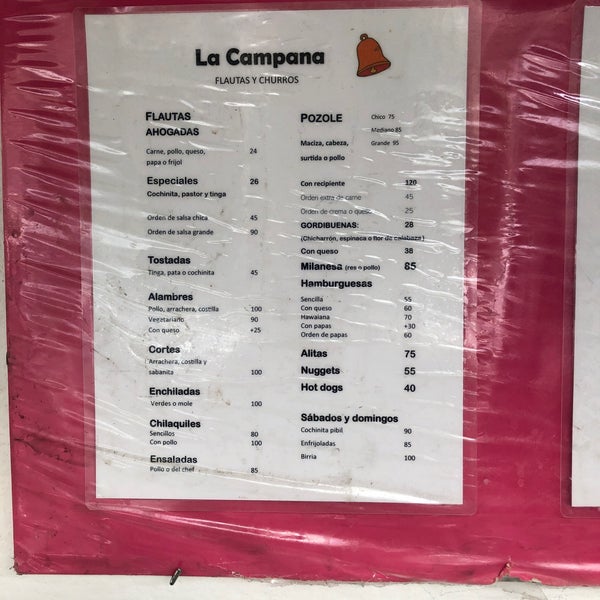 La Campana
FLAUTAS Y CHURROS
FLAUTAS
AHOGADAS
Carne, pollo, queso, 24
papa o frijol
Especiales 26
Cochinita, pastor y tinga
Orden de salsa chica 45
Orden de salsa grande 90
Tostadas
Tinga, pata o cochinita 45
Alambres
Pollo, arrachera, costilla 100
Vegetariano 90
Con queso +25
Cortes
Arrachera, costilla y
sabanita 100
Enchiladas
Verdes o mole 100
Chilaquiles
Sencillos 80
Con pollo 100
Ensaladas
Pollo o del chef 85
POZOLE Chico 75
Mediano 85
Maciza, cabeza, Grande 95
surtida o pollo
Con recipiente 120
Orden extra de carne 45
Orden de crema o queso 25
GORDIBUENAS: 28
(Chicharrón, espinaca o flor de calabaza)
Con queso 38
Milanesa (res o pollo) 85
Hamburguesas
Sencilla 55
Con queso 60
Hawaiana 70
Con papas +30
Orden de papas 60
Alitas 75
Nuggets 55
Hot dogs 40
Sábados y domingos
Cochinita pibil 90
Enfrijoladas 85
Birria 100